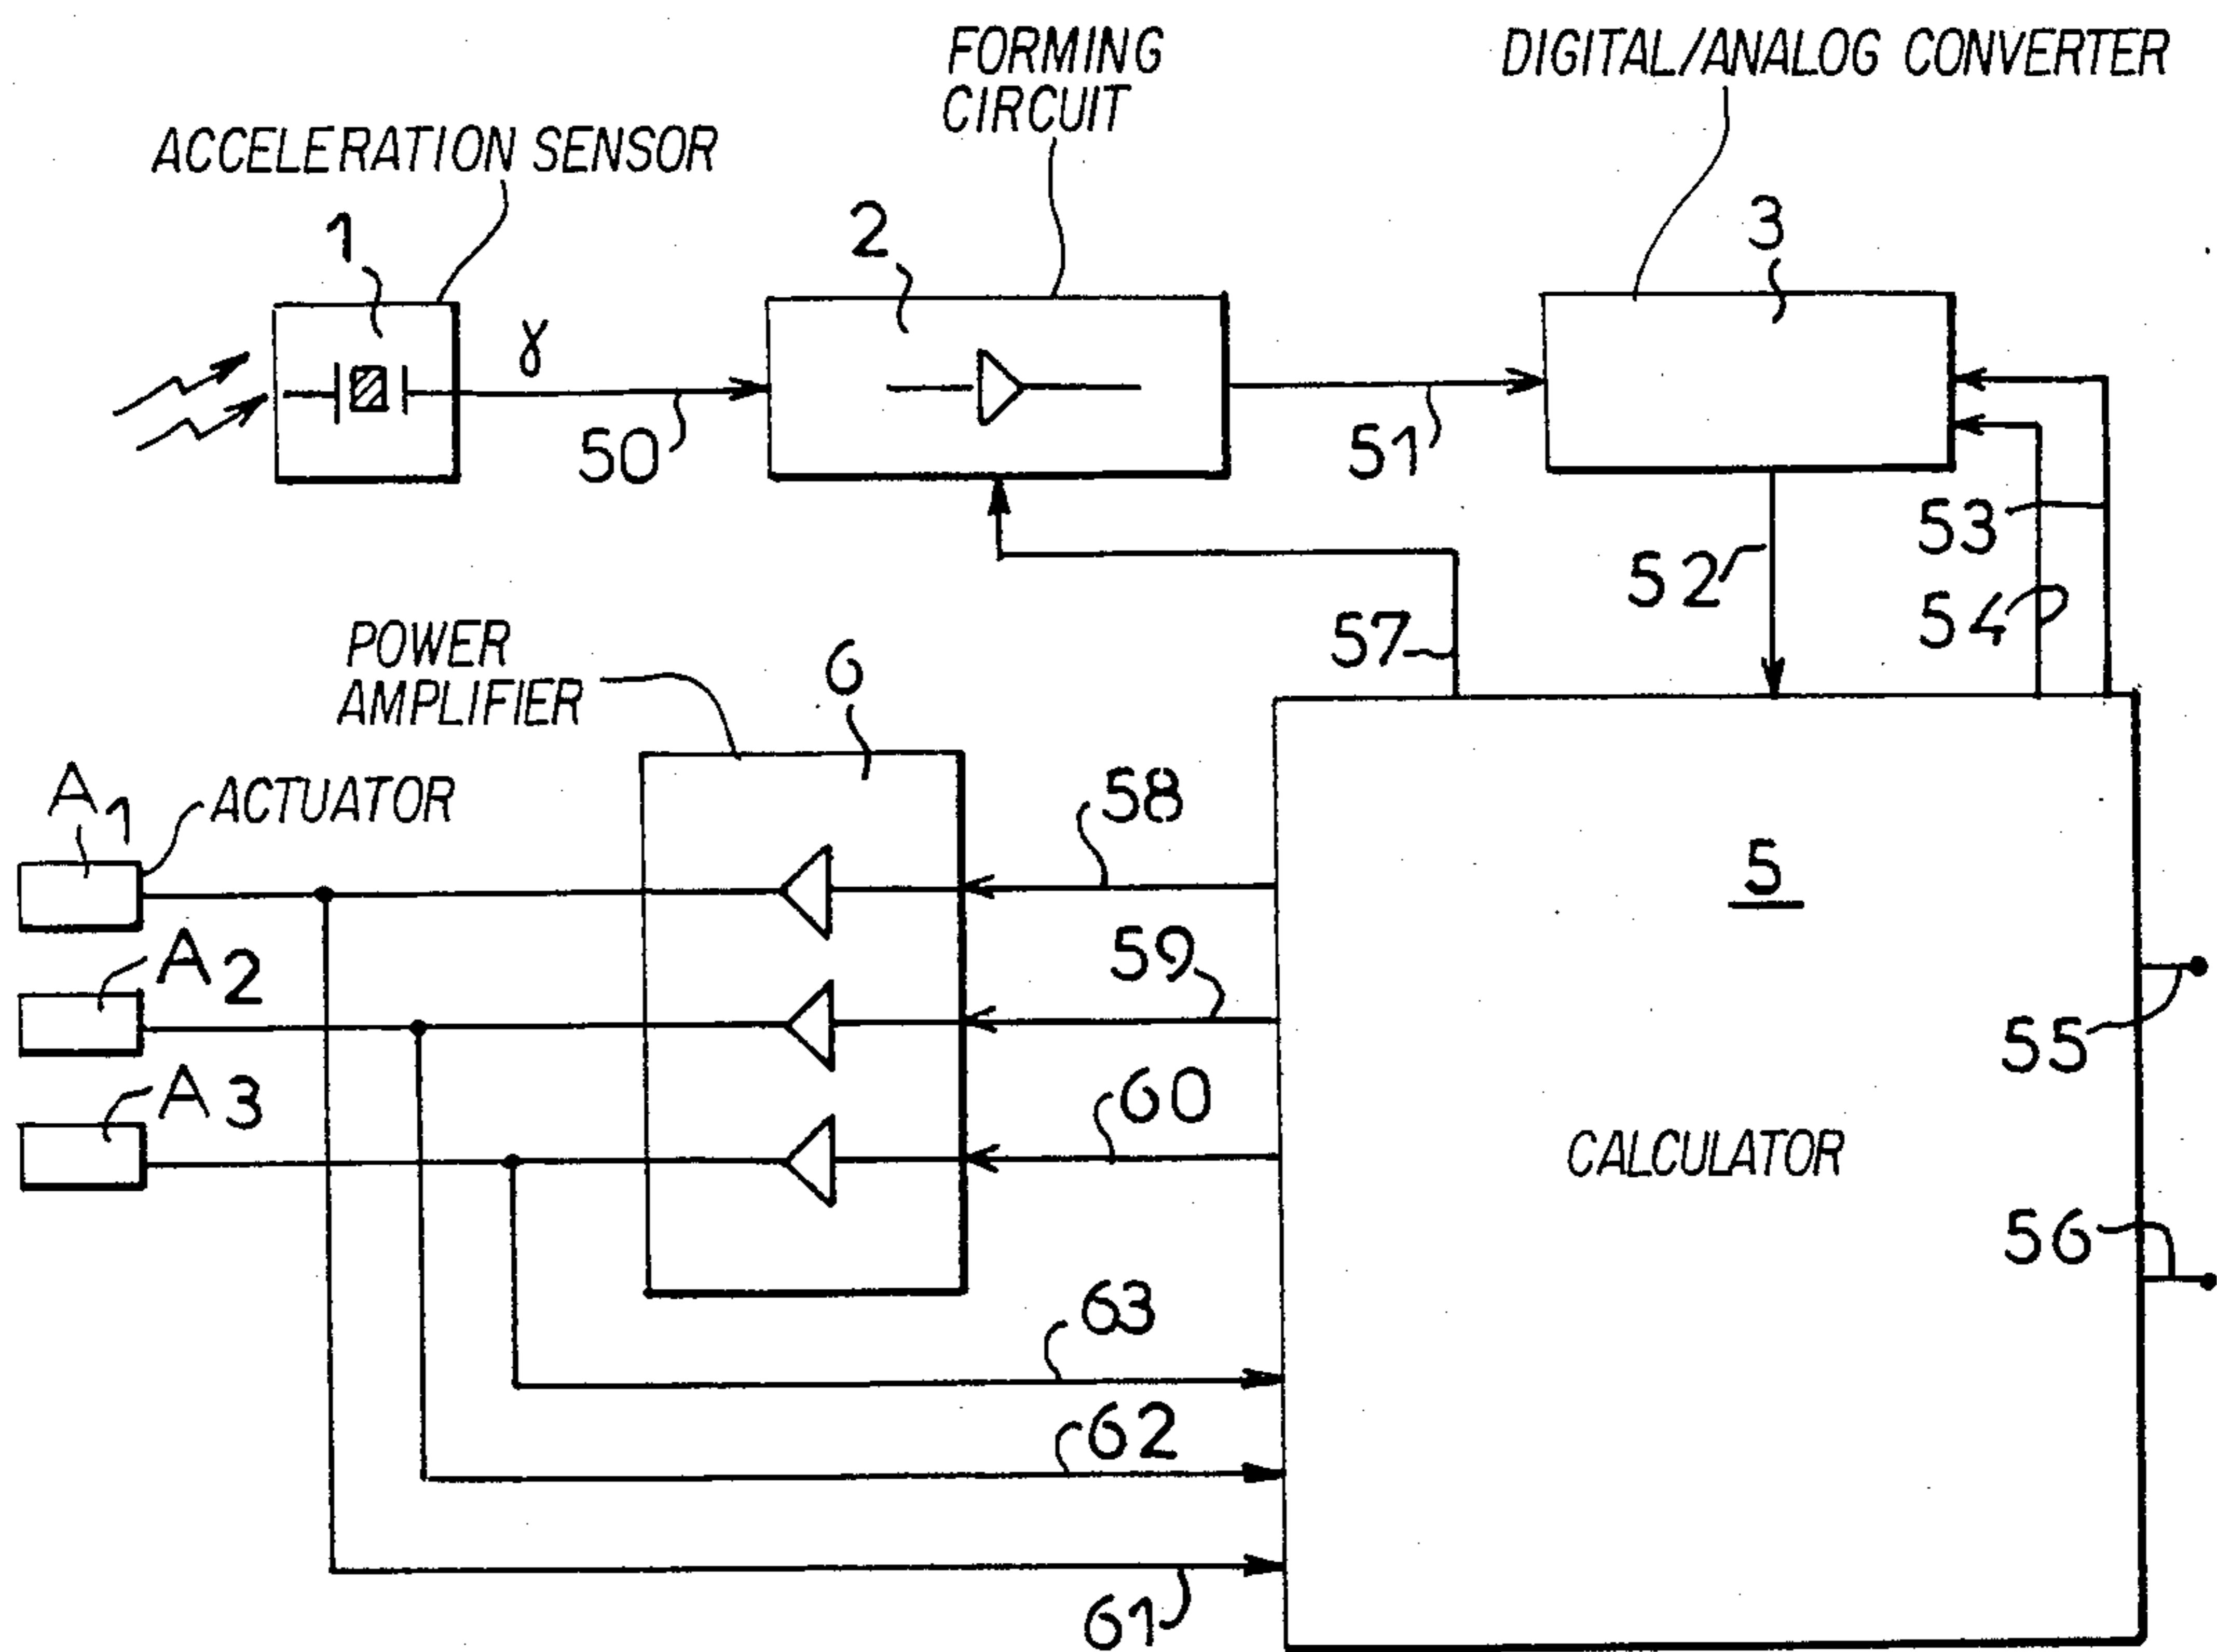 FORMING
CIRCUIT
DIGITAL/ANALOG CONVERTER
ACCELERATION SENSOR
1
2
3
γ
50
51
52
53
54
57
POWER
AMPLIFIER
6
A1
ACTUATOR
58
5
A2
59
55
A3
60
CALCULATOR
56
63
62
61